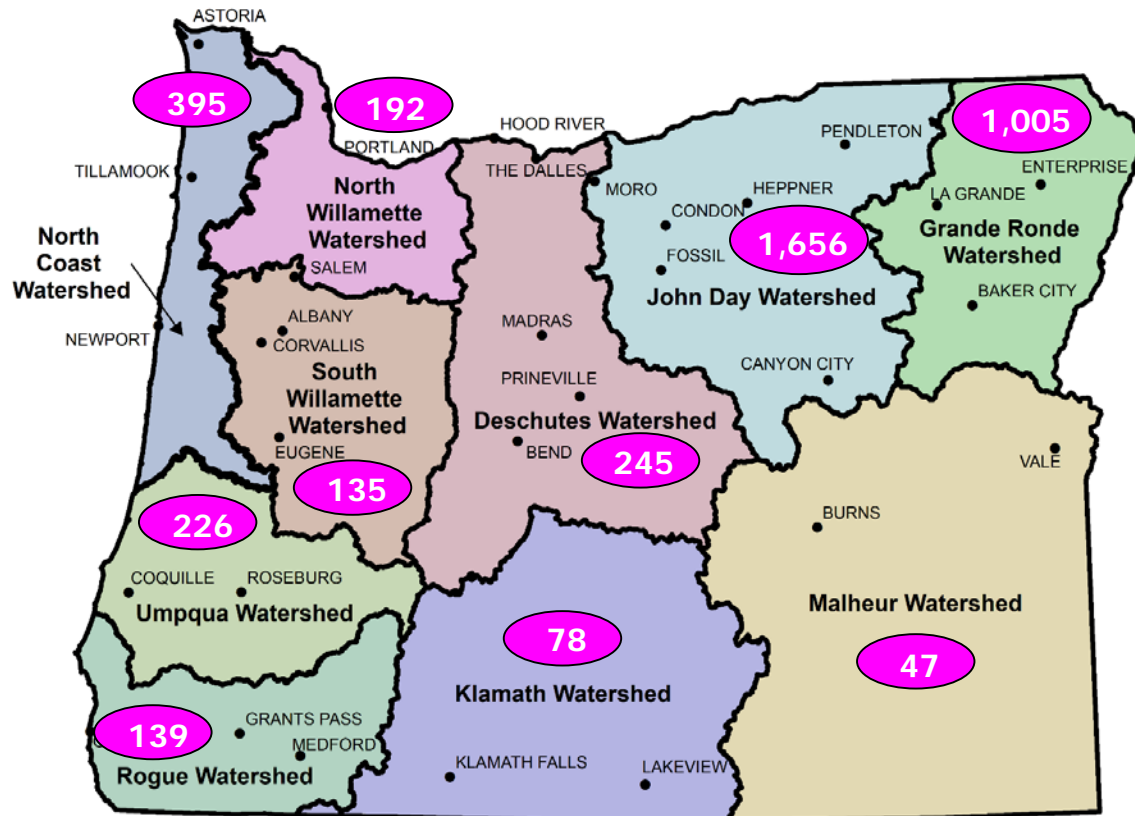 ASTORIA
395
192
PORTLAND
HOOD RIVER
THE DALLES
PENDLETON
1,005
TILLAMOOK
North
Willamette
Watershed
MORO
HEPPNER
CONDON
1,656
ENTERPRISE
LA GRANDE
Grande Ronde
Watershed
North
Coast
Watershed
SALEM
FOSSIL
John Day Watershed
BAKER CITY
NEWPORT
ALBANY
CORVALLIS
MADRAS
South
Willamette
Watershed
PRINEVILLE
CANYON CITY
Deschutes Watershed
EUGENE
BEND
245
135
VALE
226
BURNS
COQUILLE
ROSEBURG
Umpqua Watershed
Malheur Watershed
78
47
Klamath Watershed
139
GRANTS PASS
MEDFORD
Rogue Watershed
KLAMATH FALLS
LAKEVIEW